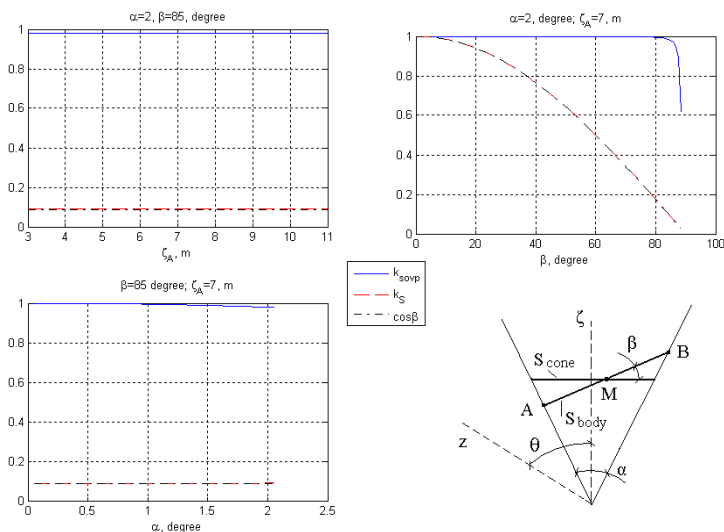 α=2, β=85, degree
1
0.8
0.6
0.4
0.2
0
3 4 5 6 7 8 9 10 11
ζA, m
α=2, degree; ζA=7, m
1
0.8
0.6
0.4
0.2
0
0 20 40 60 80 100
β, degree
β=85 degree; ζA=7, m
1
0.8
0.6
0.4
0.2
0
0 0.5 1 1.5 2 2.5
α, degree
ksovp
kS
cosβ
ζ
β
B
Scone
M
A
Sbody
θ
z
α